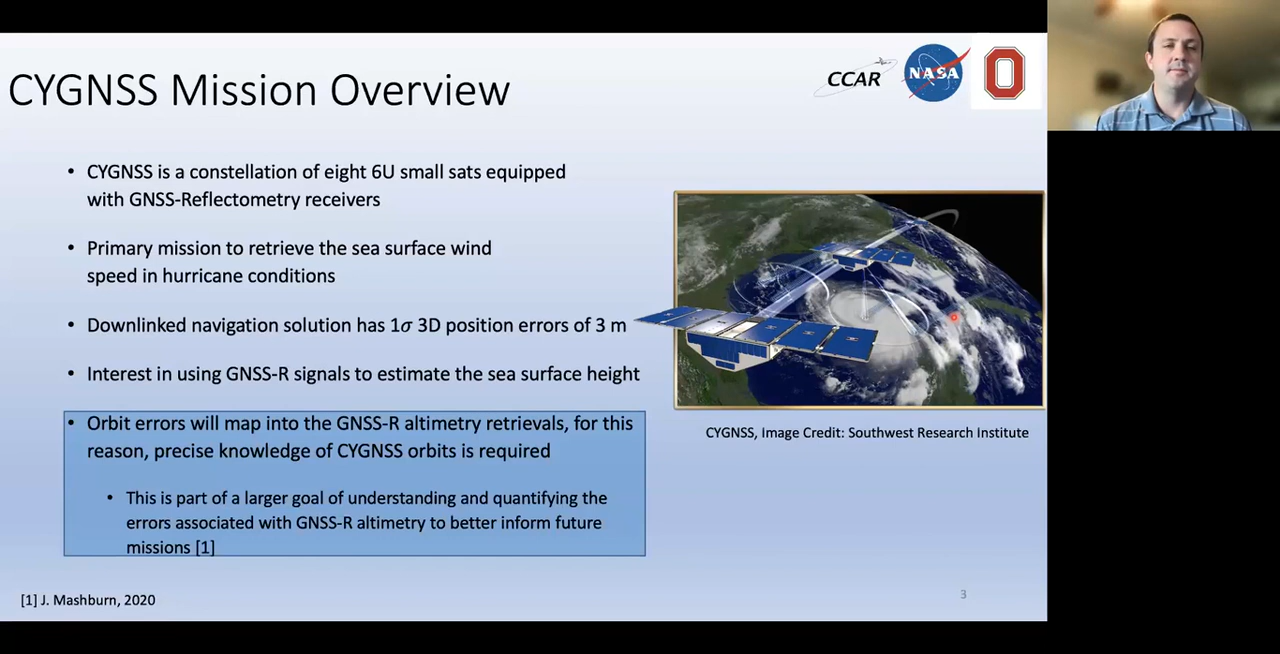 CYGNSS Mission Overview
CCAR
NASA
• CYGNSS is a constellation of eight 6U small sats equipped
with GNSS-Reflectometry receivers
• Primary mission to retrieve the sea surface wind
speed in hurricane conditions
• Downlinked navigation solution has 1σ 3D position errors of 3 m
• Interest in using GNSS-R signals to estimate the sea surface height
• Orbit errors will map into the GNSS-R altimetry retrievals, for this
reason, precise knowledge of CYGNSS orbits is required
• This is part of a larger goal of understanding and quantifying the
errors associated with GNSS-R altimetry to better inform future
missions [1]
CYGNSS, Image Credit: Southwest Research Institute
[1] J. Mashburn, 2020
3